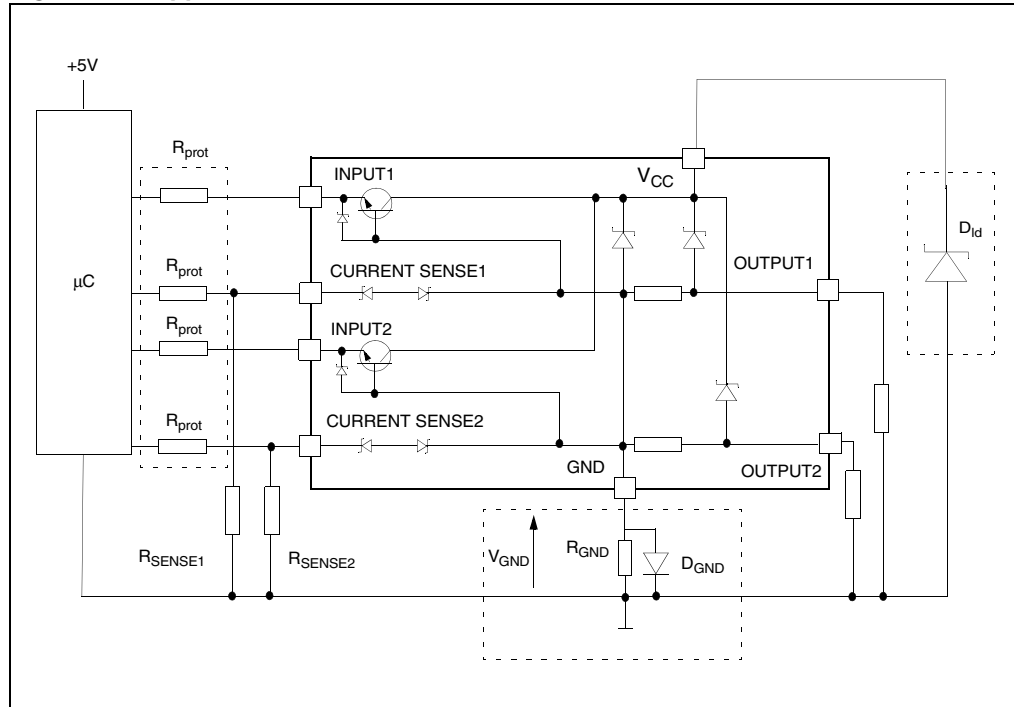 +5V
Rprot
INPUT1
VCC
Dld
μC
Rprot
CURRENT SENSE1
OUTPUT1
Rprot
INPUT2
Rprot
CURRENT SENSE2
GND
OUTPUT2
RSENSE1
RSENSE2
VGND
RGND
DGND